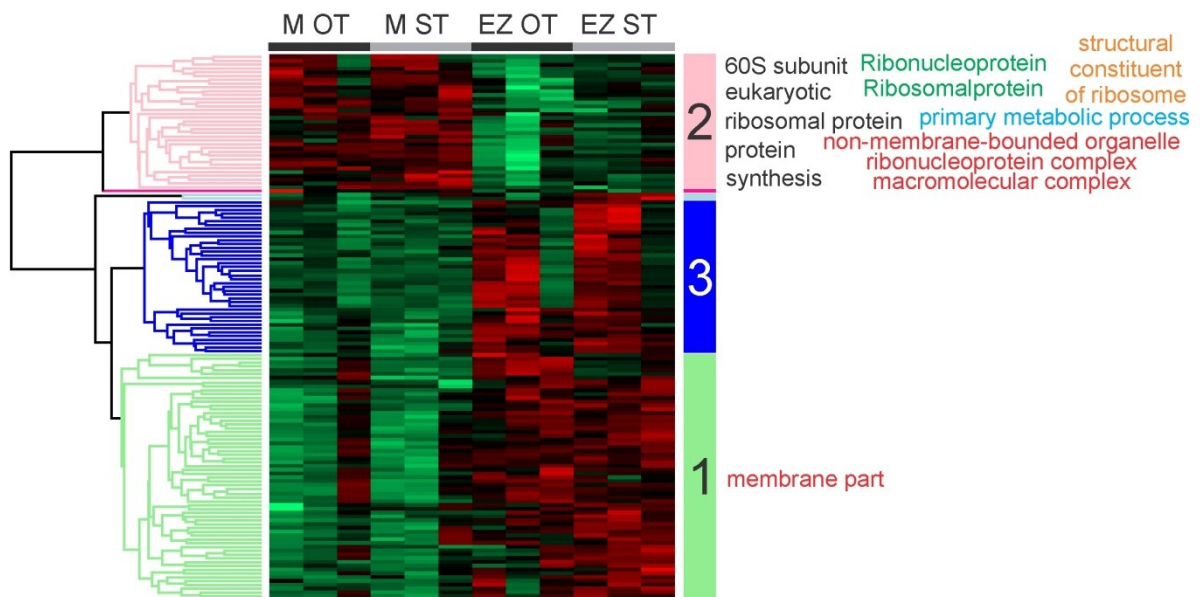 M OT M ST EZ OT EZ ST
structural
60S subunit Ribonucleoprotein constituent
eukaryotic Ribosomalprotein of ribosome
ribosomal protein primary metabolic process
protein non-membrane-bounded organelle
ribonucleoprotein complex
synthesis macromolecular complex
2
3
1 membrane part